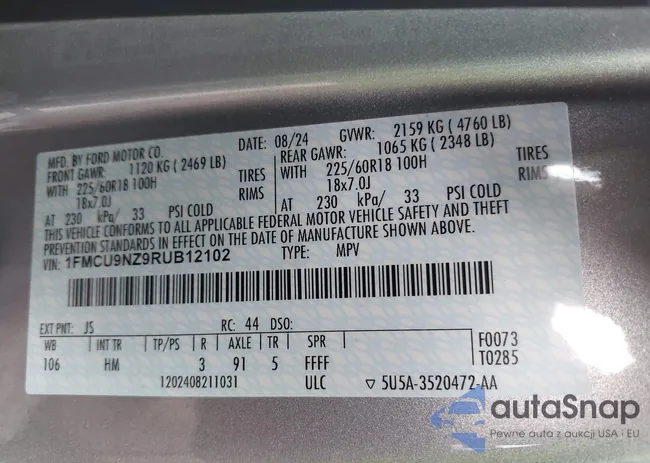 MFD. BY FORD MOTOR CO. DATE: 08/24 GVWR: 2159 KG ( 4760 LB)
FRONT GAWR: 1120 KG ( 2469 LB) REAR GAWR: 1065 KG ( 2348 LB)
WITH 225/60R18 100H TIRES WITH 225/60R18 100H TIRES
18x7.0J RIMS 18x7.0J RIMS
AT 230 kPa/ 33 PSI COLD AT 230 kPa/ 33 PSI COLD
THIS VEHICLE CONFORMS TO ALL APPLICABLE FEDERAL MOTOR VEHICLE SAFETY AND THEFT
PREVENTION STANDARDS IN EFFECT ON THE DATE OF MANUFACTURE SHOWN ABOVE.
VIN: 1FMCU9NZ9RUB12102 TYPE: MPV
EXT PNT: JS RC: 44 DSO:
WB INT TR TP/PS R AXLE TR SPR F0073
106 HM 3 91 5 FFFF T0285
1202408211031 ULC ▽ 5U5A-3520472-AA
autaSnap
Pewne auta z aukcji USA i EU